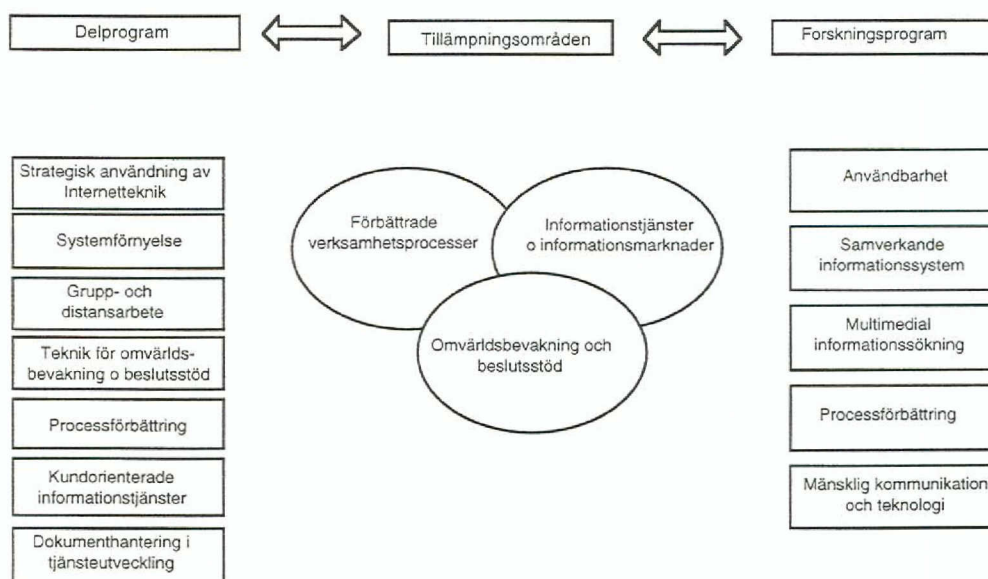 Delprogram
Tillämpningsområden
Forskningsprogram
Strategisk användning av
Internetteknik
Systemförnyelse
Grupp- och
distansarbete
Teknik för omvärlds-
bevakning o beslutsstöd
Processförbättring
Kundorienterade
informationstjänster
Dokumenthantering i
tjänsteutveckling
Förbättrade
verksamhetsprocesser
Informationstjänster
o informationsmarknader
Omvärldsbevakning och
beslutsstöd
Användbarhet
Samverkande
informationssystem
Multimedial
informationssökning
Processförbättring
Mänsklig kommunikation
och teknologi